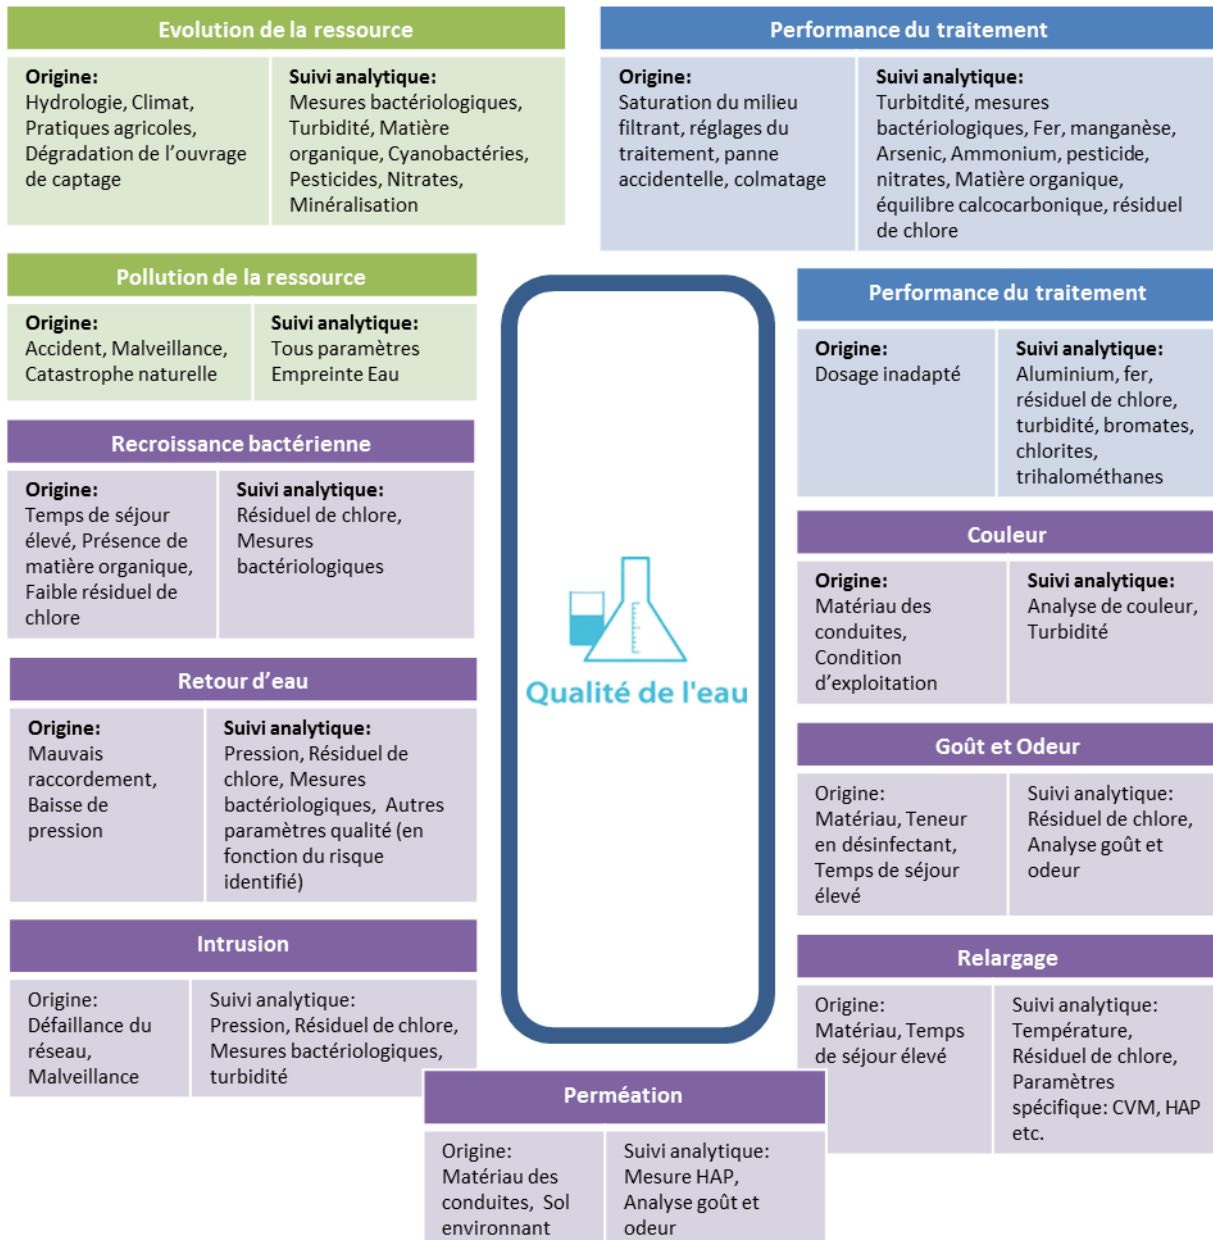 Evolution de la ressource
Origine:
Hydrologie, Climat,
Pratiques agricoles,
Dégradation de l'ouvrage
de captage
Suivi analytique:
Mesures bactériologiques,
Turbidité, Matière
organique, Cyanobactéries,
Pesticides, Nitrates,
Minéralisation
Performance du traitement
Origine:
Saturation du milieu
filtrant, réglages du
traitement, panne
accidentelle, colmatage
Suivi analytique:
Turbitdité, mesures
bactériologiques, Fer, manganèse,
Arsenic, Ammonium, pesticide,
nitrates, Matière organique,
équilibre calcocarbonique, résiduel
de chlore
Pollution de la ressource
Origine:
Accident, Malveillance,
Catastrophe naturelle
Suivi analytique:
Tous paramètres
Empreinte Eau
Performance du traitement
Origine:
Dosage inadapté
Suivi analytique:
Aluminium, fer,
résiduel de chlore,
turbidité, bromates,
chlorites,
trihalométhanes
Recroissance bactérienne
Origine:
Temps de séjour
élevé, Présence de
matière organique,
Faible résiduel de
chlore
Suivi analytique:
Résiduel de chlore,
Mesures
bactériologiques
Couleur
Origine:
Matériau des
conduites,
Condition
d'exploitation
Suivi analytique:
Analyse de couleur,
Turbidité
Qualité de l'eau
Retour d'eau
Origine:
Mauvais
raccordement,
Baisse de
pression
Suivi analytique:
Pression, Résiduel de
chlore, Mesures
bactériologiques, Autres
paramètres qualité (en
fonction du risque
identifié)
Goût et Odeur
Origine:
Matériau, Teneur
en désinfectant,
Temps de séjour
élevé
Suivi analytique:
Résiduel de chlore,
Analyse goût et
odeur
Intrusion
Origine:
Défaillance du
réseau,
Malveillance
Suivi analytique:
Pression, Résiduel de chlore,
Mesures bactériologiques,
turbidité
Relargage
Origine:
Matériau, Temps
de séjour élevé
Suivi analytique:
Température,
Résiduel de chlore,
Paramètres
spécifique: CVM, HAP
etc.
Perméation
Origine:
Matériau des
conduites, Sol
environnant
Suivi analytique:
Mesure HAP,
Analyse goût et
odeur